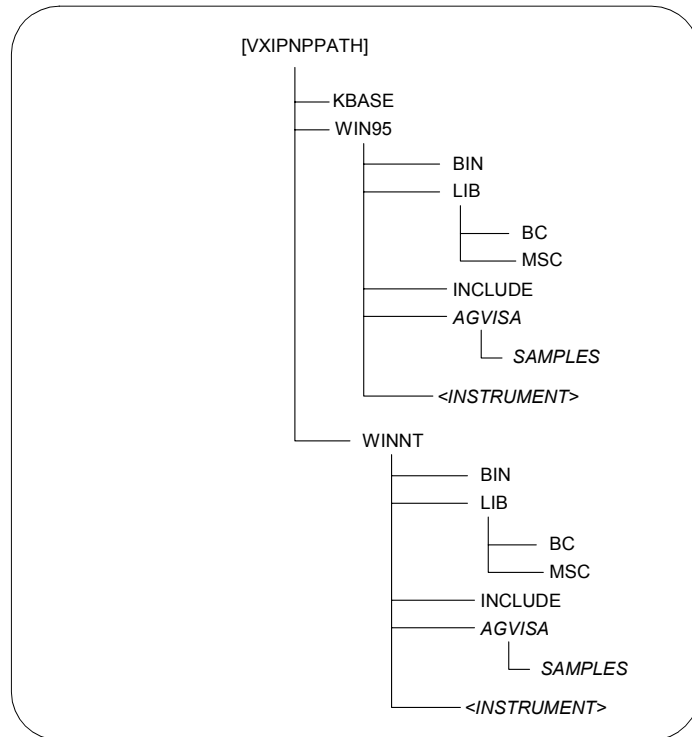 [VXIPNPPATH]
KBASE
WIN95
BIN
LIB
BC
MSC
INCLUDE
AGVISA
SAMPLES
<INSTRUMENT>
WINNT
BIN
LIB
BC
MSC
INCLUDE
AGVISA
SAMPLES
<INSTRUMENT>